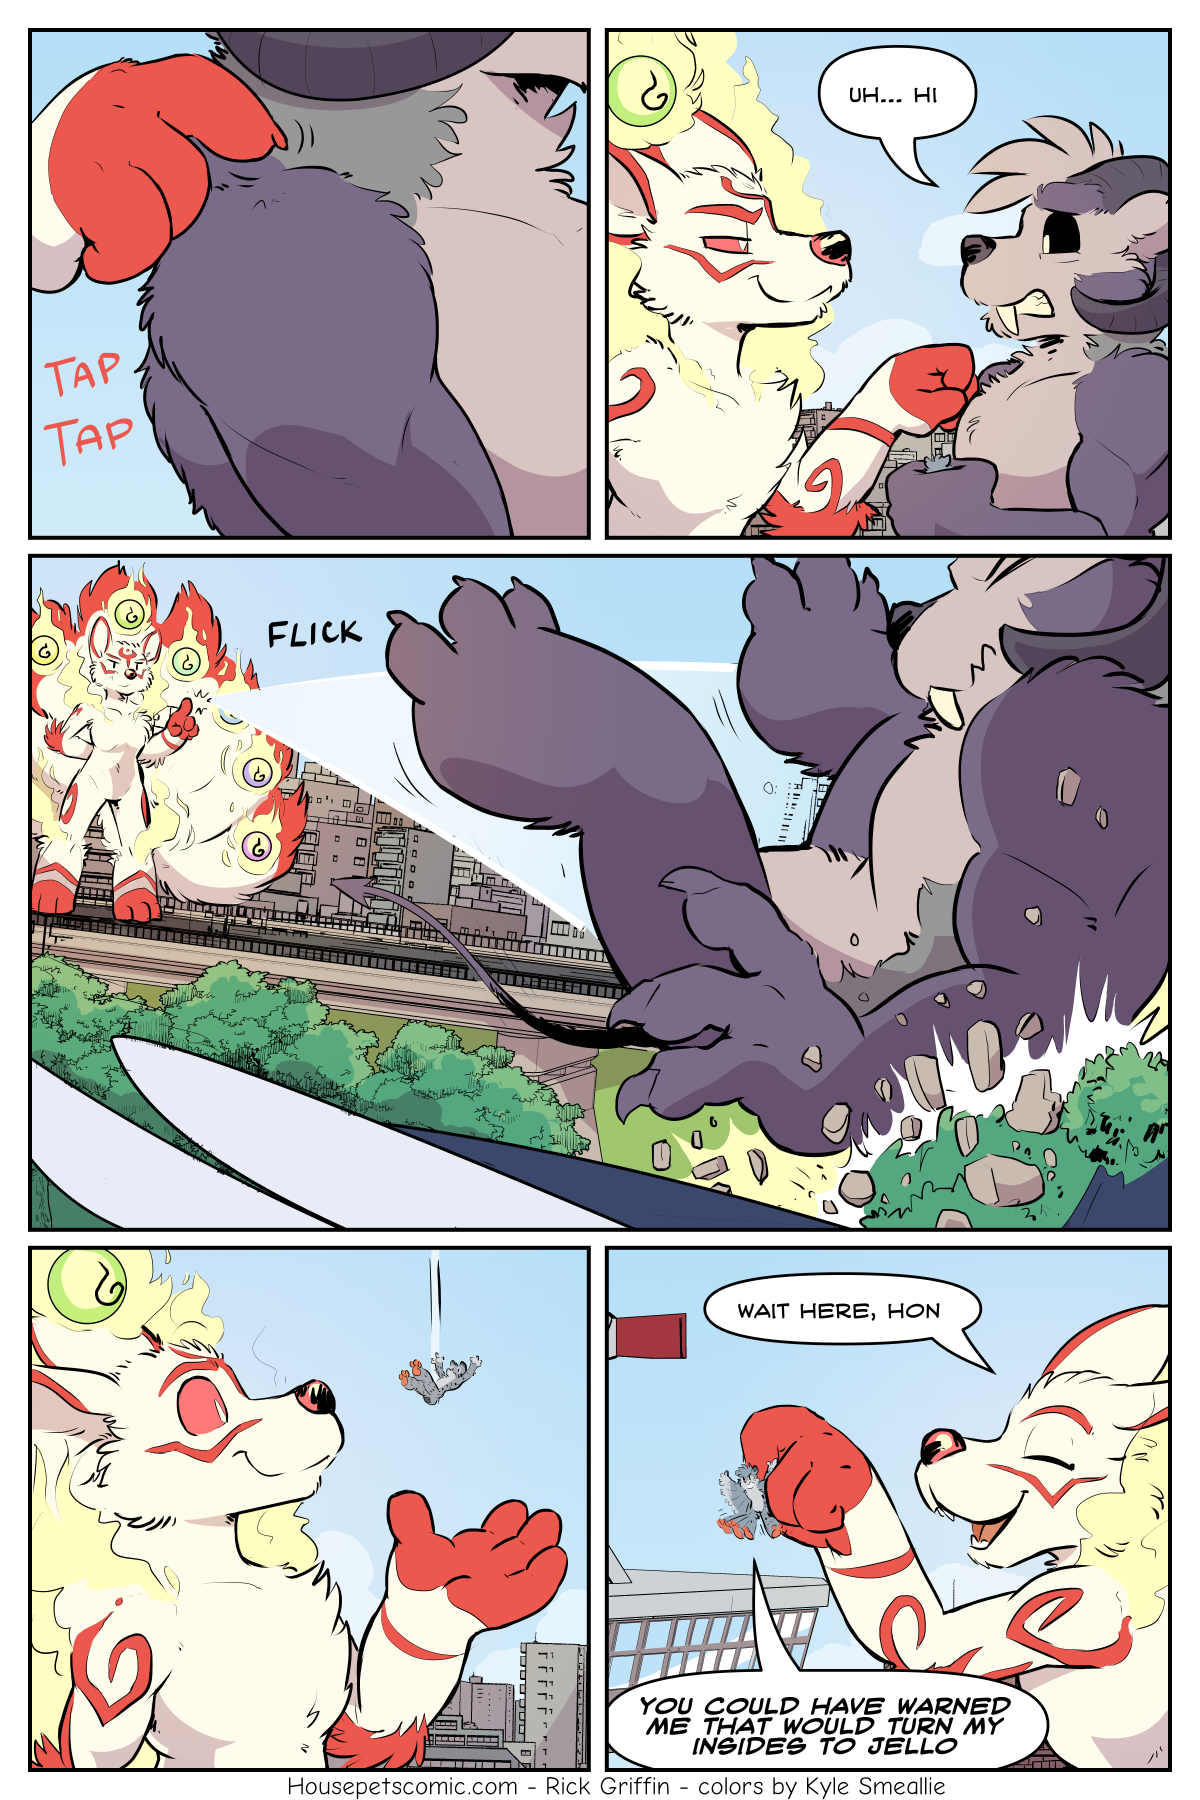 TAP
TAP
UH... HI
FLICK
WAIT HERE, HON
YOU COULD HAVE WARNED
ME THAT WOULD TURN MY
INSIDES TO JELLO
Housepetscomic.com - Rick Griffin - colors by Kyle Smeallie